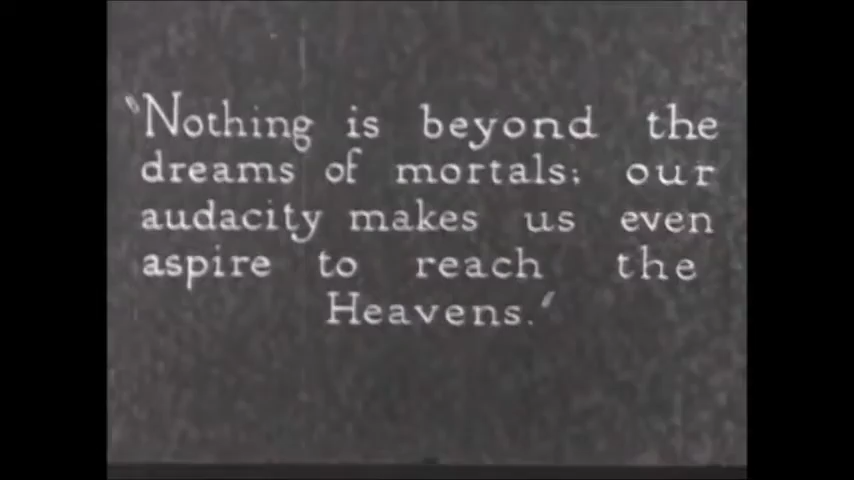 "Nothing is beyond the
dreams of mortals; our
audacity makes us even
aspire to reach the
Heavens."